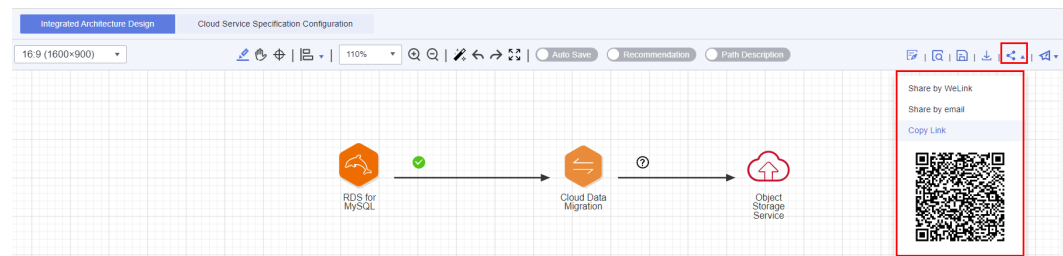 Integrated Architecture Design
Cloud Service Specification Configuration
16:9 (1600×900)
110%
Auto Save
Recommendation
Path Description
Share by WeLink
Share by email
Copy Link
RDS for
MySQL
Cloud Data
Migration
Object
Storage
Service